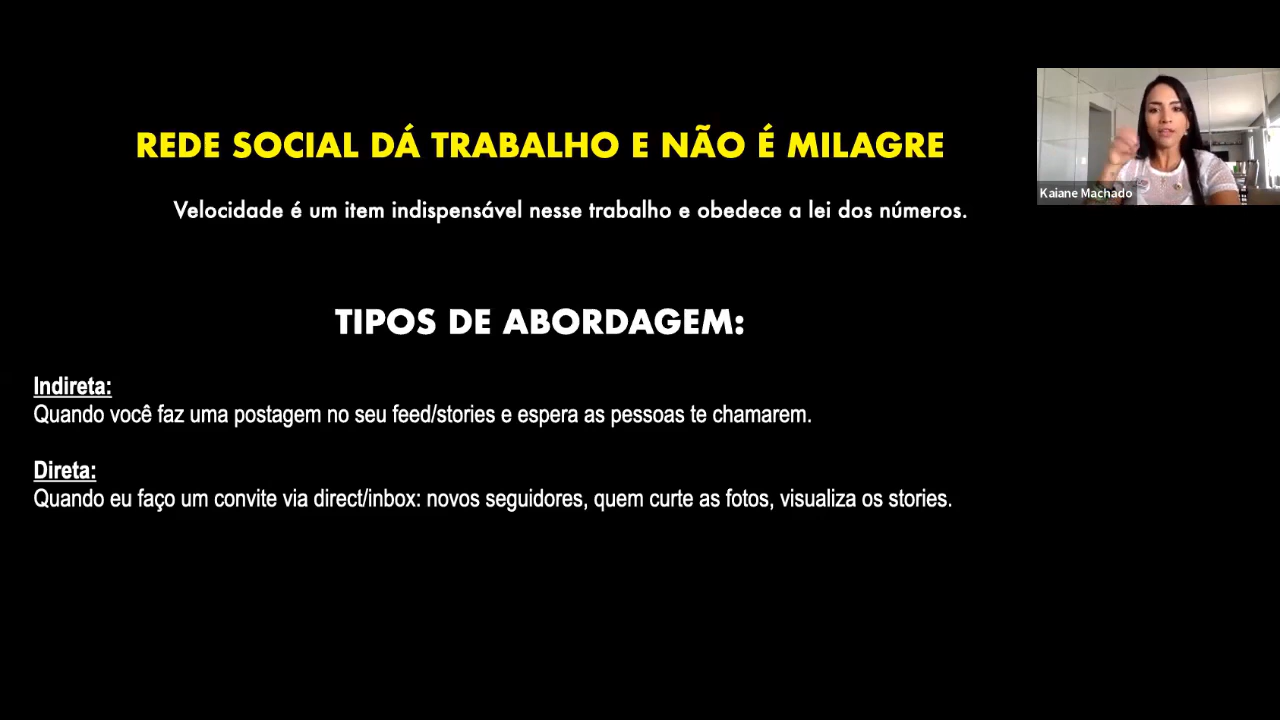 REDE SOCIAL DÁ TRABALHO E NÃO É MILAGRE
Velocidade é um item indispensável nesse trabalho e obedece a lei dos números.
Kaiane Machado
TIPOS DE ABORDAGEM:
Indireta:
Quando você faz uma postagem no seu feed/stories e espera as pessoas te chamarem.
Direta:
Quando eu faço um convite via direct/inbox: novos seguidores, quem curte as fotos, visualiza os stories.